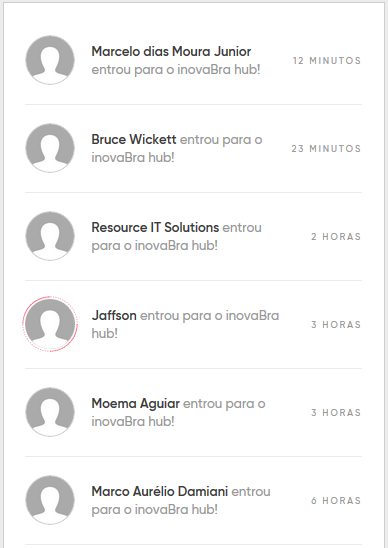 Marcelo dias Moura Junior
entrou para o inovaBra hub!
12 MINUTOS
Bruce Wickett entrou para o
inovaBra hub!
23 MINUTOS
Resource IT Solutions entrou
para o inovaBra hub!
2 HORAS
Jaffson entrou para o inovaBra
hub!
3 HORAS
Moema Aguiar entrou para o
inovaBra hub!
3 HORAS
Marco Aurélio Damiani entrou
para o inovaBra hub!
6 HORAS